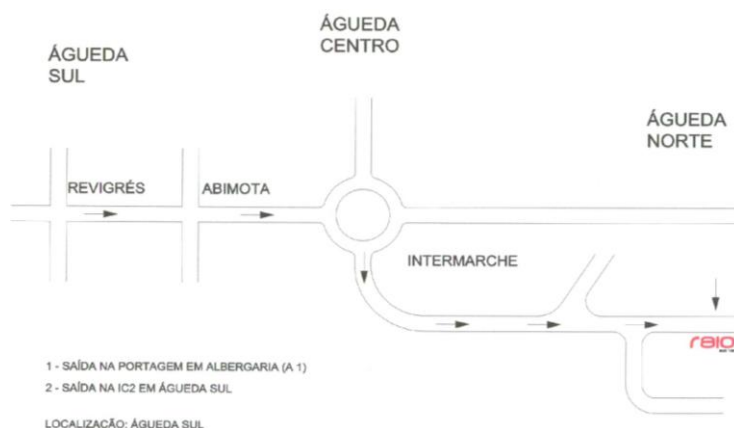 ÁGUEDA
CENTRO
ÁGUEDA
SUL
ÁGUEDA
NORTE
REVIGRÉS
ABIMOTA
INTERMARCHE
raio
1 - SAÍDA NA PORTAGEM EM ALBERGARIA (A 1)
2 - SAÍDA NA IC2 EM ÁGUEDA SUL
LOCALIZAÇÃO: ÁGUEDA SUL